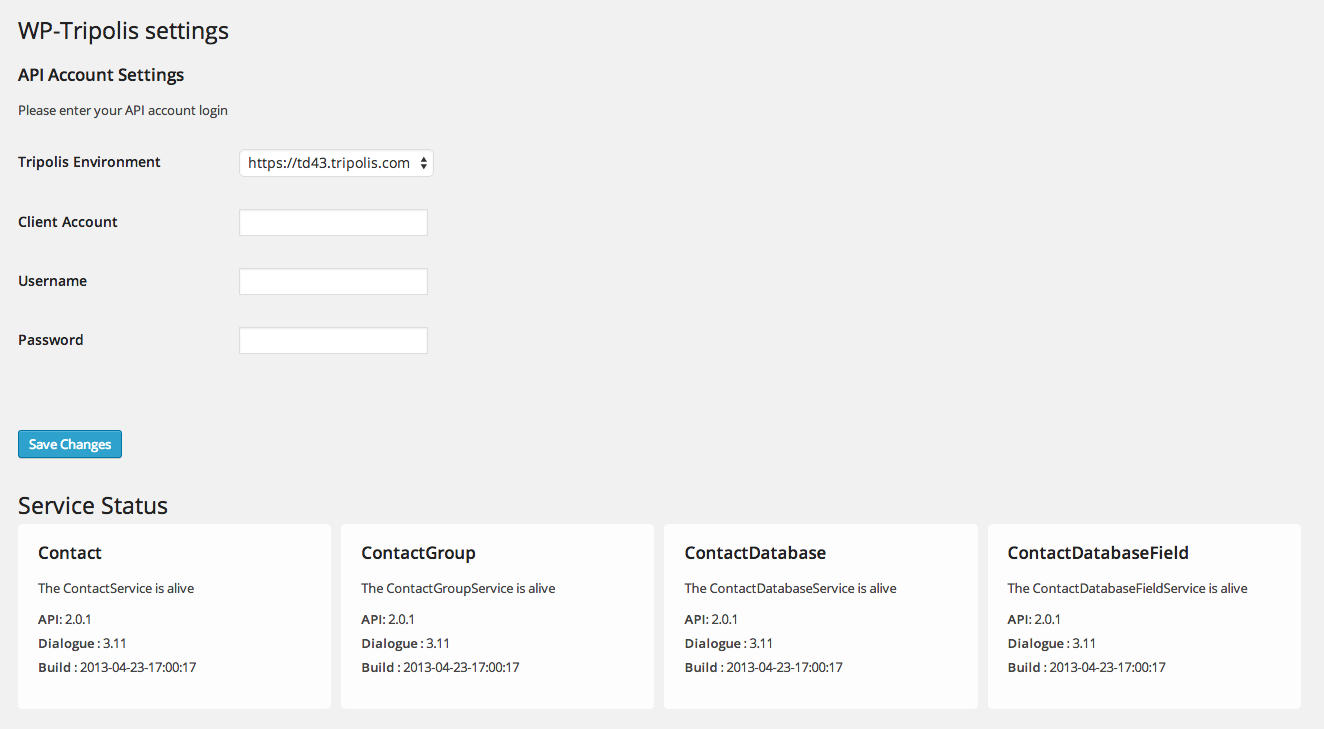 WP-Tripolis settings
API Account Settings
Please enter your API account login
Tripolis Environment
https://td43.tripolis.com
Client Account
Username
Password
Save Changes
Service Status
Contact
The ContactService is alive
API: 2.0.1
Dialogue : 3.11
Build : 2013-04-23-17:00:17
ContactGroup
The ContactGroupService is alive
API: 2.0.1
Dialogue : 3.11
Build : 2013-04-23-17:00:17
ContactDatabase
The ContactDatabaseService is alive
API: 2.0.1
Dialogue : 3.11
Build : 2013-04-23-17:00:17
ContactDatabaseField
The ContactDatabaseFieldService is alive
API: 2.0.1
Dialogue : 3.11
Build : 2013-04-23-17:00:17